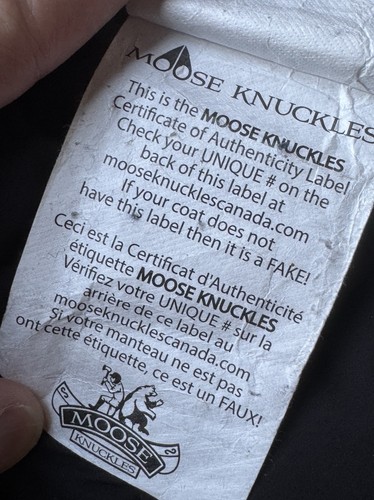 MOOSE KNUCKLES
This is the MOOSE KNUCKLES
Certificate of Authenticity Label
Check your UNIQUE # on the
back of this label at
mooseknucklescanada.com
If your coat does not
have this label then it is a FAKE!
Ceci est la Certificat d'Authenticité
étiquette MOOSE KNUCKLES
Vérifiez votre UNIQUE # sur la
arrière de ce label au
mooseknucklescanada.com
Si votre manteau ne est pas
ont cette étiquette, ce est un FAUX!
MOOSE
KNUCKLES